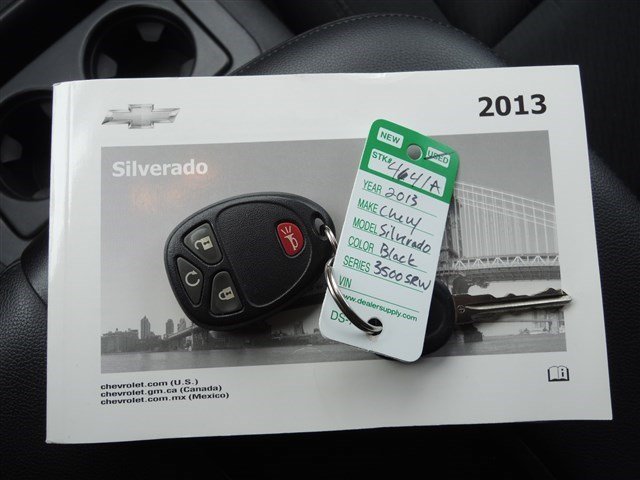 2013
Silverado
NEW
USED
STK# 4641A
YEAR 2013
MAKE Chevy
MODEL Silverado
COLOR Black
SERIES 3500 SRW
VIN
www.dealersupply.com
chevrolet.com (U.S.)
chevrolet.gm.ca (Canada)
chevrolet.com.mx (Mexico)